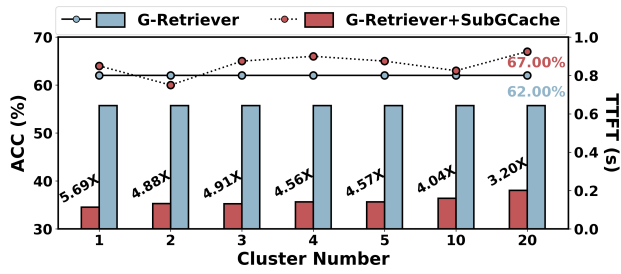 G-Retriever G-Retriever+SubGCache
70 1.0
60 0.8
50 0.6
40 0.4
30 0.2
0.0
ACC (%)
TTFT (s)
67.00%
62.00%
5.69X 4.88X 4.91X 4.56X 4.57X 4.04X 3.20X
1 2 3 4 5 10 20
Cluster Number